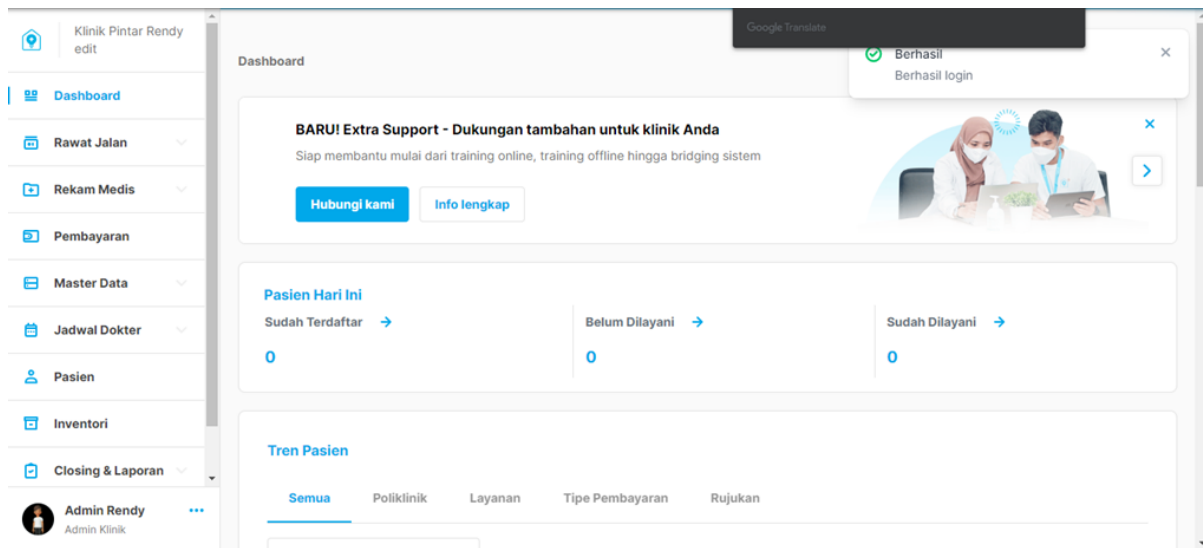 Klinik Pintar Rendy
edit
Dashboard
Rawat Jalan
Rekam Medis
Pembayaran
Master Data
Jadwal Dokter
Pasien
Inventori
Closing & Laporan
Admin Rendy
Admin Klinik
Google Translate
Berhasil
Berhasil login
Dashboard
BARU! Extra Support - Dukungan tambahan untuk klinik Anda
Siap membantu mulai dari training online, training offline hingga bridging sistem
Hubungi kami Info lengkap
Pasien Hari Ini
Sudah Terdaftar Belum Dilayani Sudah Dilayani
0 0 0
Tren Pasien
Semua Poliklinik Layanan Tipe Pembayaran Rujukan